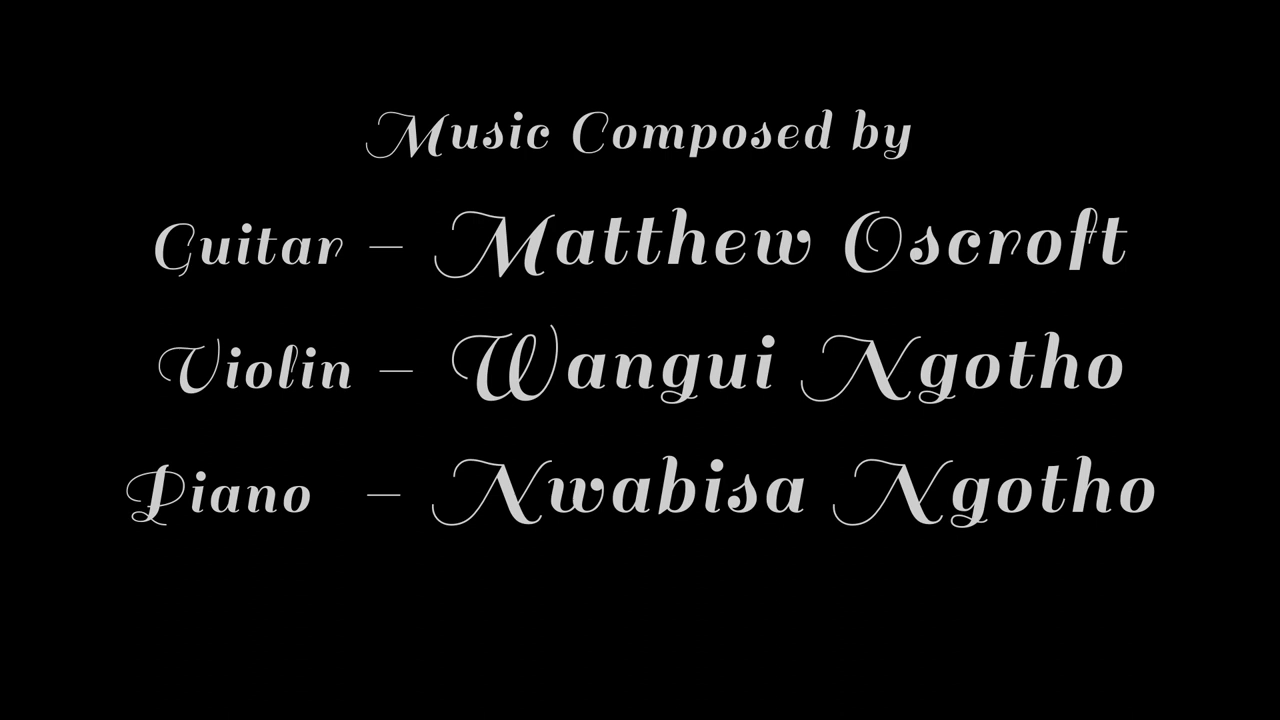 Music Composed by
Guitar – Matthew Oscroft
Violin – Wangui Ngotho
Piano – Nwabisa Ngotho